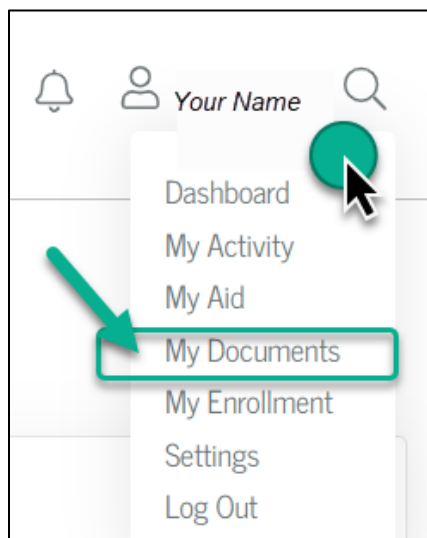 Your Name
Dashboard
My Activity
My Aid
My Documents
My Enrollment
Settings
Log Out